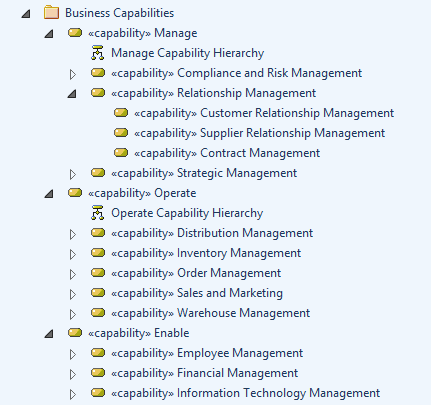 Business Capabilities
«capability» Manage
Manage Capability Hierarchy
«capability» Compliance and Risk Management
«capability» Relationship Management
«capability» Customer Relationship Management
«capability» Supplier Relationship Management
«capability» Contract Management
«capability» Strategic Management
«capability» Operate
Operate Capability Hierarchy
«capability» Distribution Management
«capability» Inventory Management
«capability» Order Management
«capability» Sales and Marketing
«capability» Warehouse Management
«capability» Enable
«capability» Employee Management
«capability» Financial Management
«capability» Information Technology Management